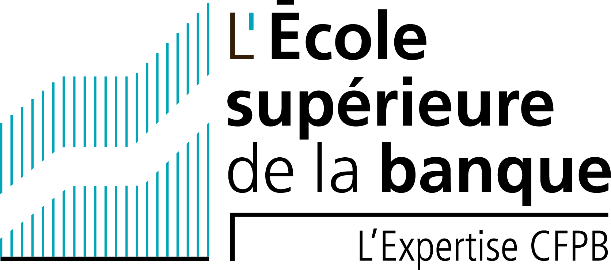 L'École
supérieure
de la banque
L'Expertise CFPB